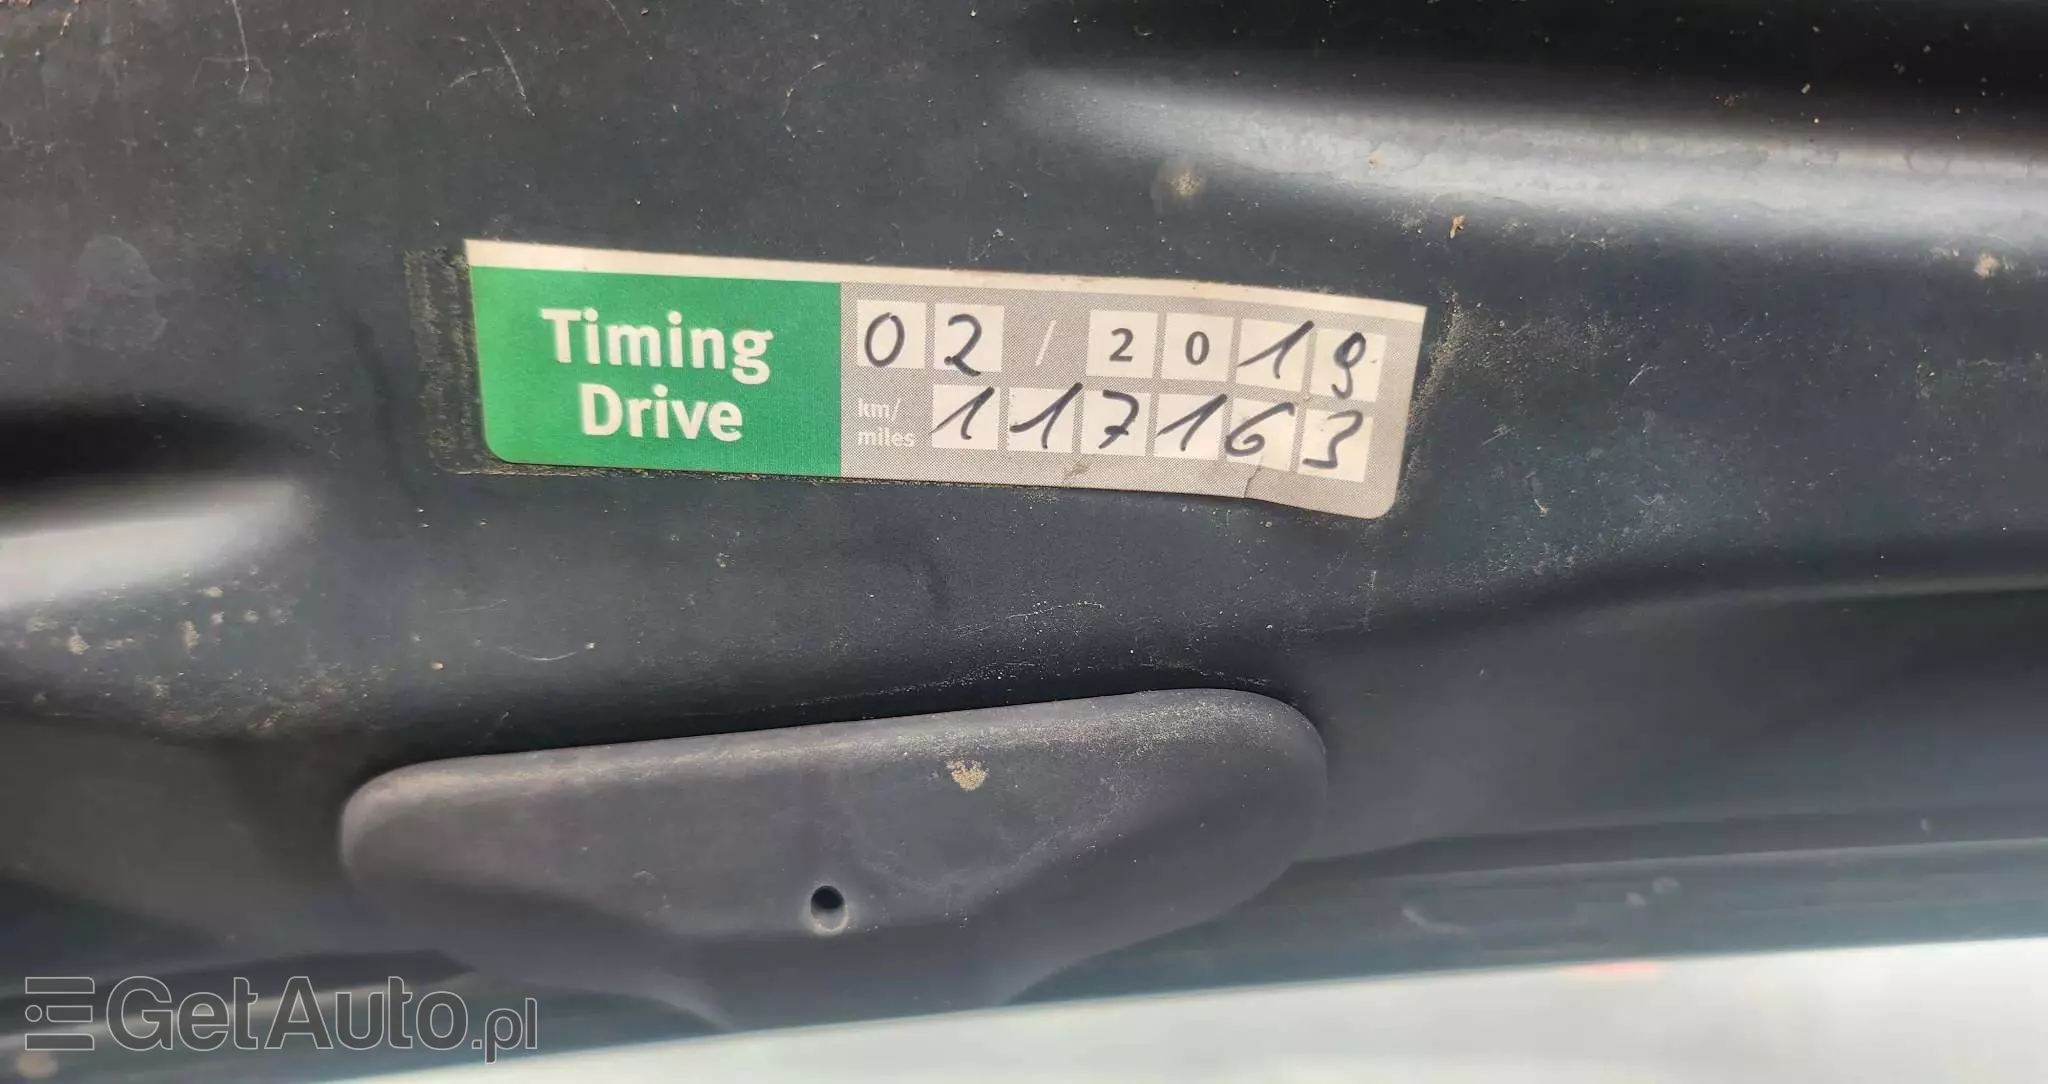 Timing
Drive
02 / 2019
km/
miles
117163
GetAuto.pl